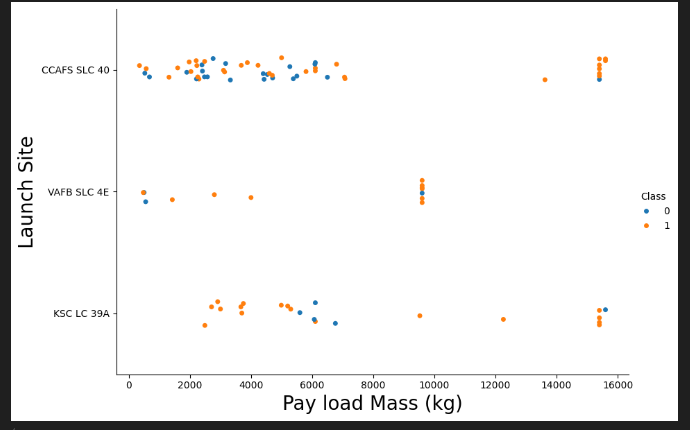 CCAFS SLC 40
VAFB SLC 4E
KSC LC 39A
Launch Site
0 2000 4000 6000 8000 10000 12000 14000 16000
Pay load Mass (kg)
Class
0
1